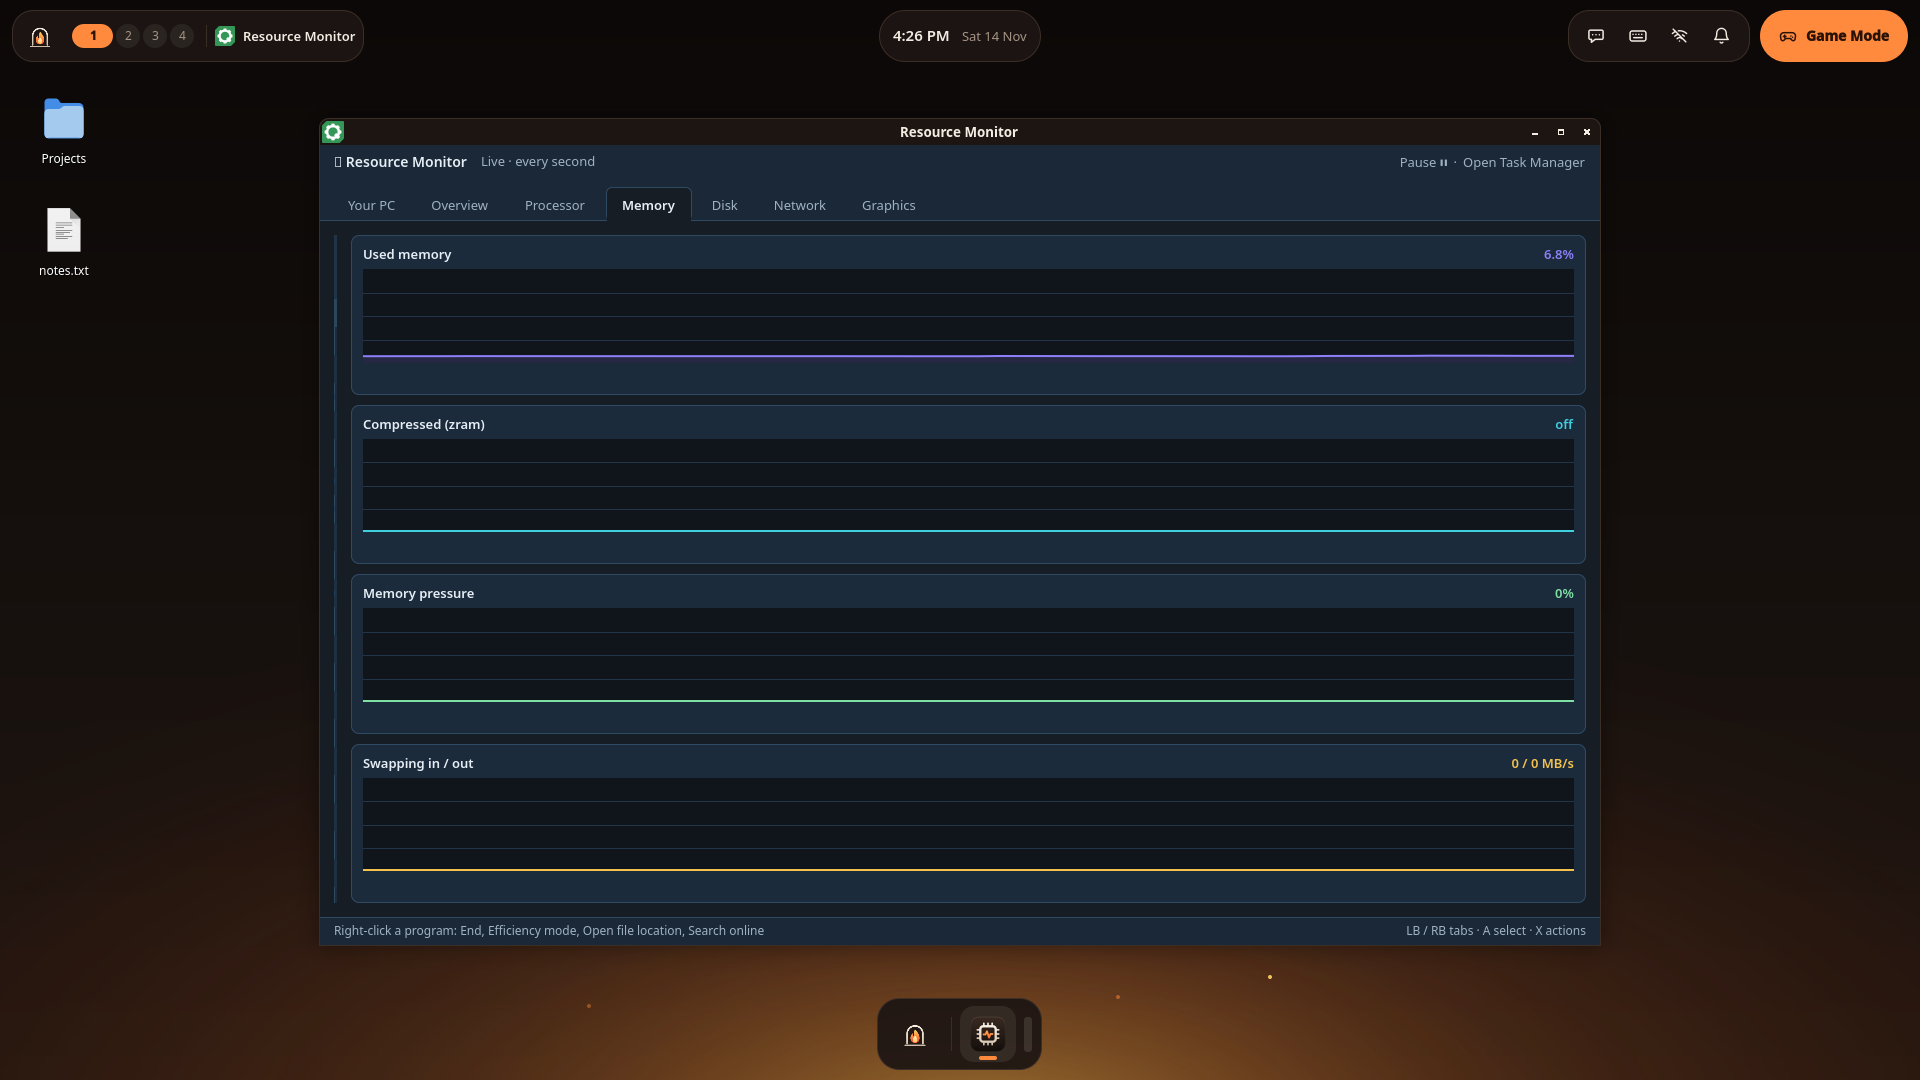 1 2 3 4 Resource Monitor
4:26 PM Sat 14 Nov
Game Mode
Projects
notes.txt
Resource Monitor
Resource Monitor Live · every second
Pause · Open Task Manager
Your PC Overview Processor Memory Disk Network Graphics
Used memory 6.8%
Compressed (zram) off
Memory pressure 0%
Swapping in / out 0 / 0 MB/s
Right-click a program: End, Efficiency mode, Open file location, Search online
LB / RB tabs · A select · X actions